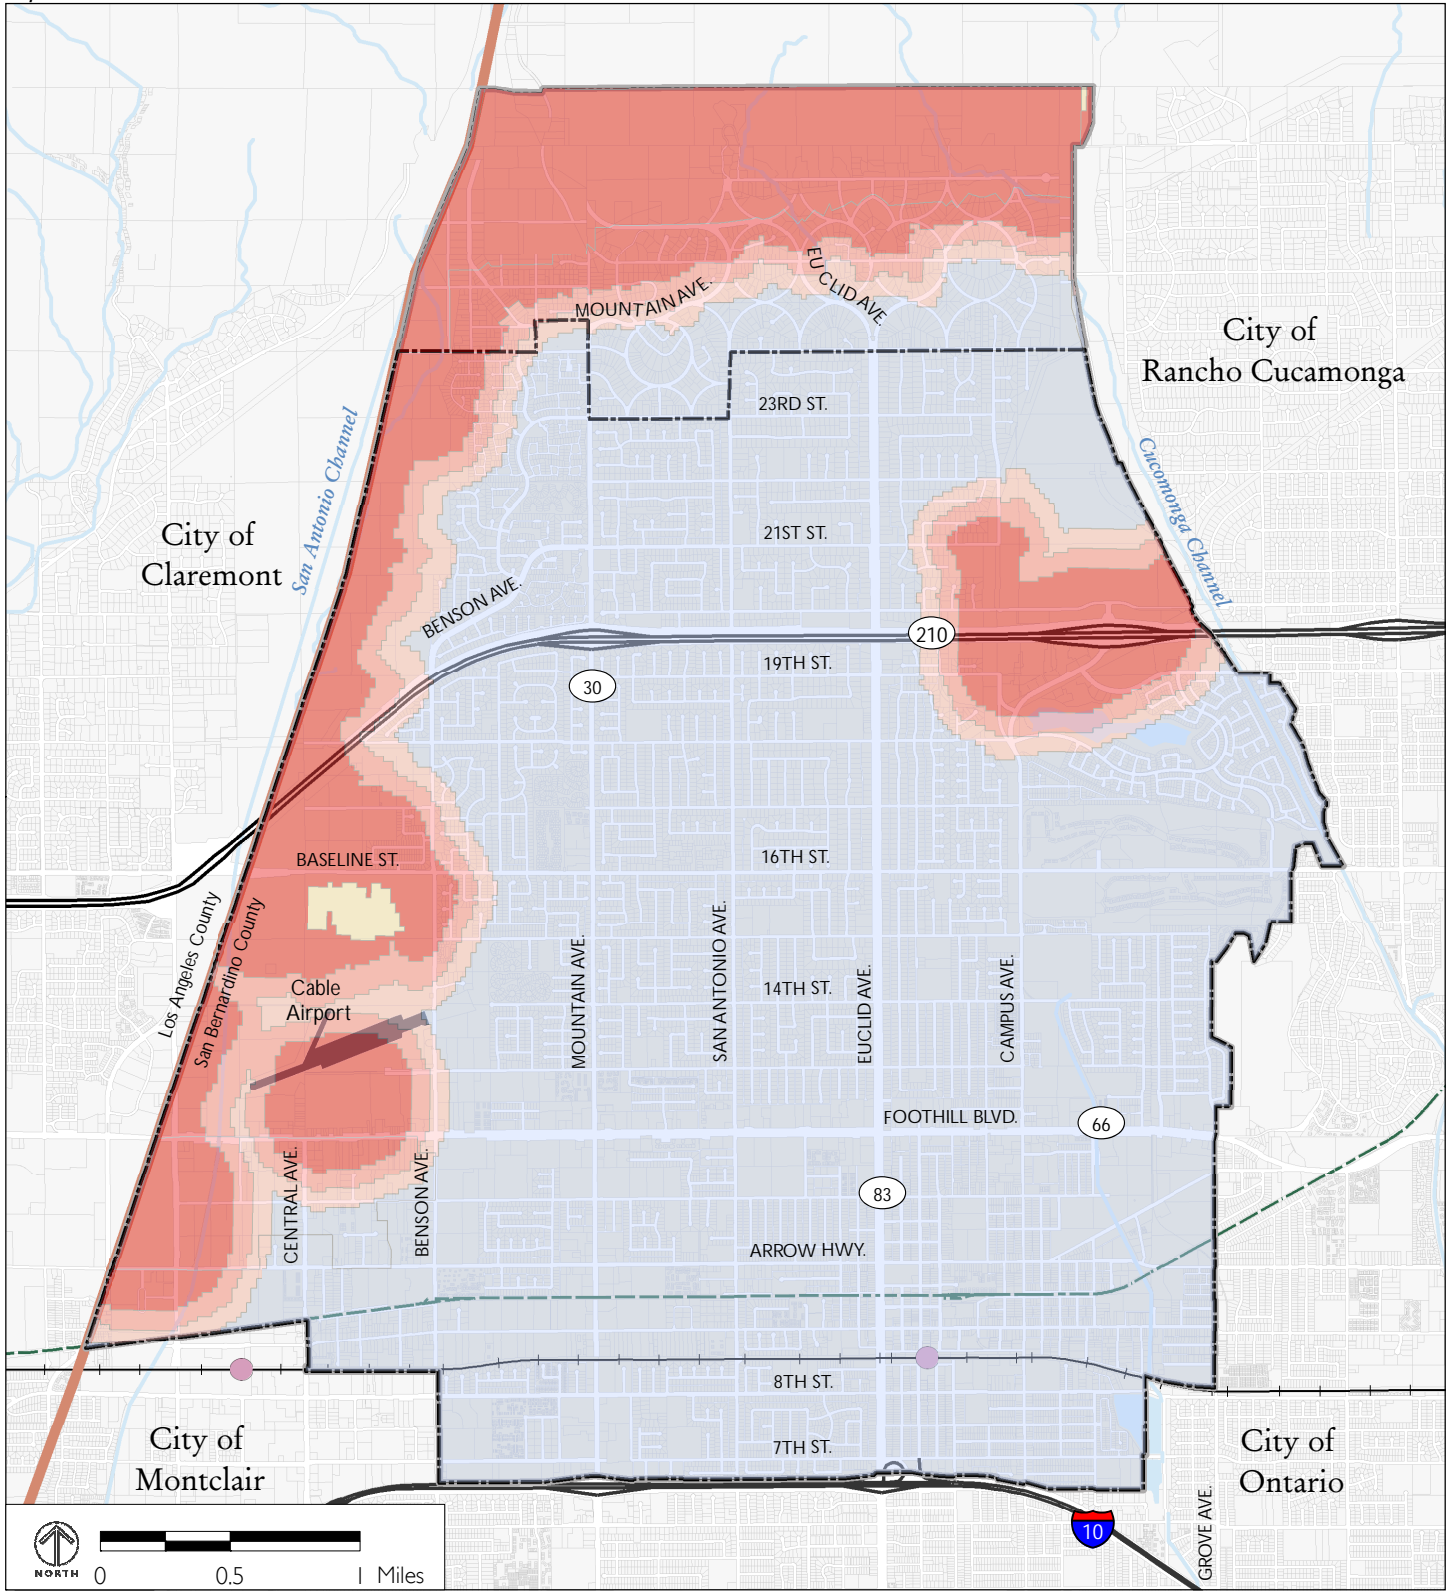 MOUNTAIN AVE.
EUCLID AVE.
City of
Rancho Cucamonga
23RD ST.
San Antonio Channel
Cucomonga Channel
City of
Claremont
21ST ST.
BENSON AVE.
210
19TH ST.
30
BASELINE ST.
16TH ST.
Los Angeles County
San Bernardino County
Cable
Airport
14TH ST.
MOUNTAIN AVE.
SAN ANTONIO AVE.
EUCLID AVE.
CAMPUS AVE.
FOOTHILL BLVD.
66
CENTRAL AVE.
BENSON AVE.
83
ARROW HWY.
8TH ST.
7TH ST.
City of
Montclair
City of
Ontario
GROVE AVE.
10
NORTH
0 0.5 1 Miles